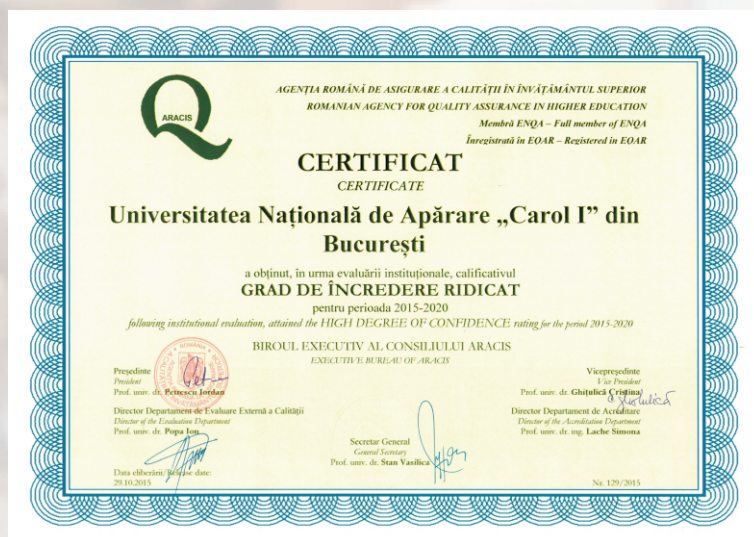 ARACIS
AGENȚIA ROMÂNĂ DE ASIGURARE A CALITĂȚII ÎN ÎNVĂȚĂMÂNTUL SUPERIOR
ROMANIAN AGENCY FOR QUALITY ASSURANCE IN HIGHER EDUCATION
Membră ENQA – Full member of ENQA
Înregistrată în EQAR – Registered in EQAR
CERTIFICAT
CERTIFICATE
Universitatea Națională de Apărare „Carol I” din
București
a obținut, în urma evaluării instituționale, calificativul
GRAD DE ÎNCREDERE RIDICAT
pentru perioada 2015-2020
following institutional evaluation, attained the HIGH DEGREE OF CONFIDENCE rating for the period 2015-2020
BIROUL EXECUTIV AL CONSILIULUI ARACIS
EXECUTIVE BUREAU OF ARACIS
Președinte
President
Prof. univ. dr. Petrescu Iordan
Vicepreședinte
Vice President
Prof. univ. dr. Ghițulică Cristina
Director Departament de Evaluare Externă a Calității
Director of the Evaluation Department
Prof. univ. dr. Popa Ion
Director Departament de Acreditare
Director of the Accreditation Department
Prof. univ. dr. ing. Lache Simona
Secretar General
General Secretary
Prof. univ. dr. Stan Vasilica
Data eliberării/Release date:
29.10.2015
Nr. 129/2015